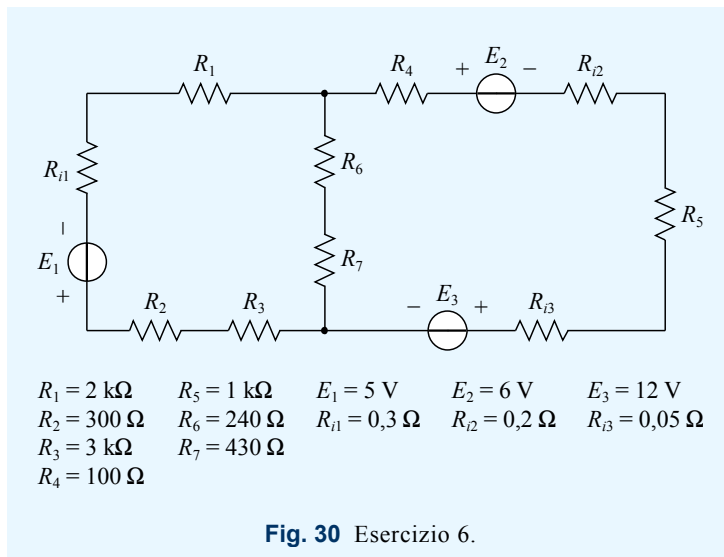 R1
R4
+ E2 −
Ri2
Ri1
R6
R5
−
E1
+
R7
R2
R3
− E3 +
Ri3
R1 = 2 kΩ R5 = 1 kΩ E1 = 5 V E2 = 6 V E3 = 12 V
R2 = 300 Ω R6 = 240 Ω Ri1 = 0,3 Ω Ri2 = 0,2 Ω Ri3 = 0,05 Ω
R3 = 3 kΩ R7 = 430 Ω
R4 = 100 Ω
Fig. 30 Esercizio 6.